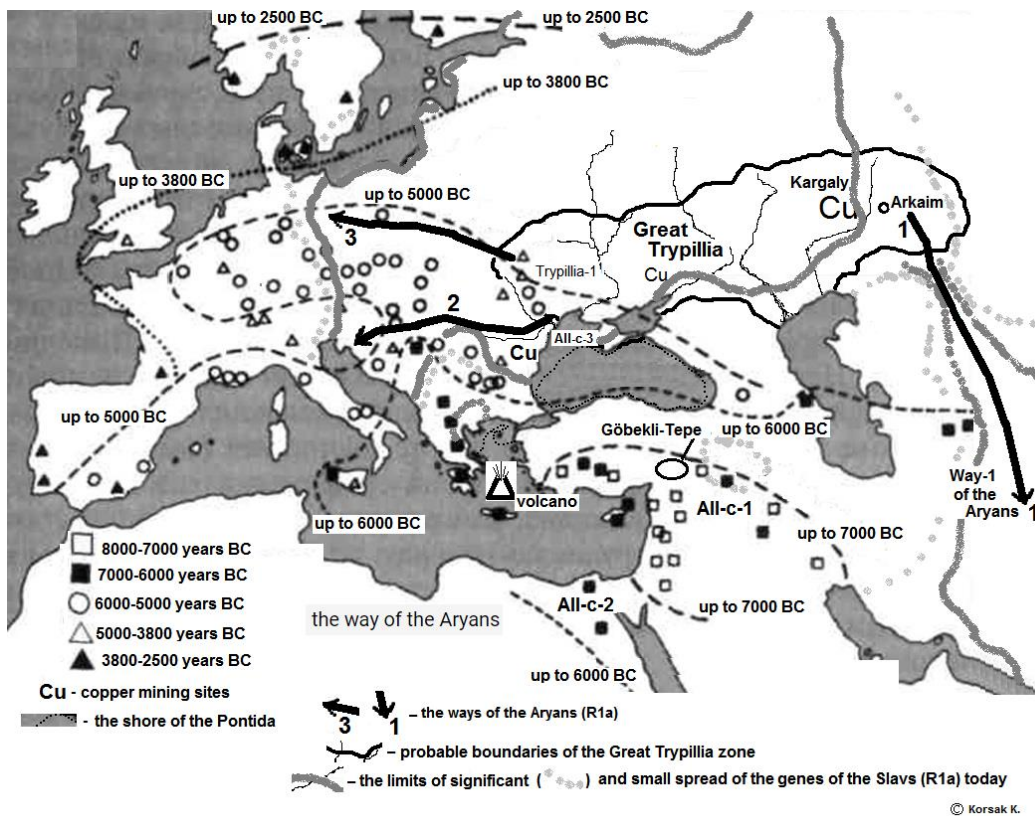 up to 2500 BC
up to 2500 BC
up to 3800 BC
up to 3800 BC
up to 5000 BC
Kargaly
Cu
Arkaim
1
3
Great
Trypillia
Trypillia-1
Cu
2
Cu
All-c-3
up to 5000 BC
Göbekli-Tepe
up to 6000 BC
volcano
All-c-1
Way-1
of the
Aryans
1
up to 6000 BC
up to 7000 BC
8000-7000 years BC
7000-6000 years BC
6000-5000 years BC
5000-3800 years BC
3800-2500 years BC
All-c-2
the way of the Aryans
up to 7000 BC
up to 6000 BC
Cu - copper mining sites
- the shore of the Pontida
3 1 – the ways of the Aryans (R1a)
– probable boundaries of the Great Trypillia zone
– the limits of significant ( ) and small spread of the genes of the Slavs (R1a) today
© Korsak K.